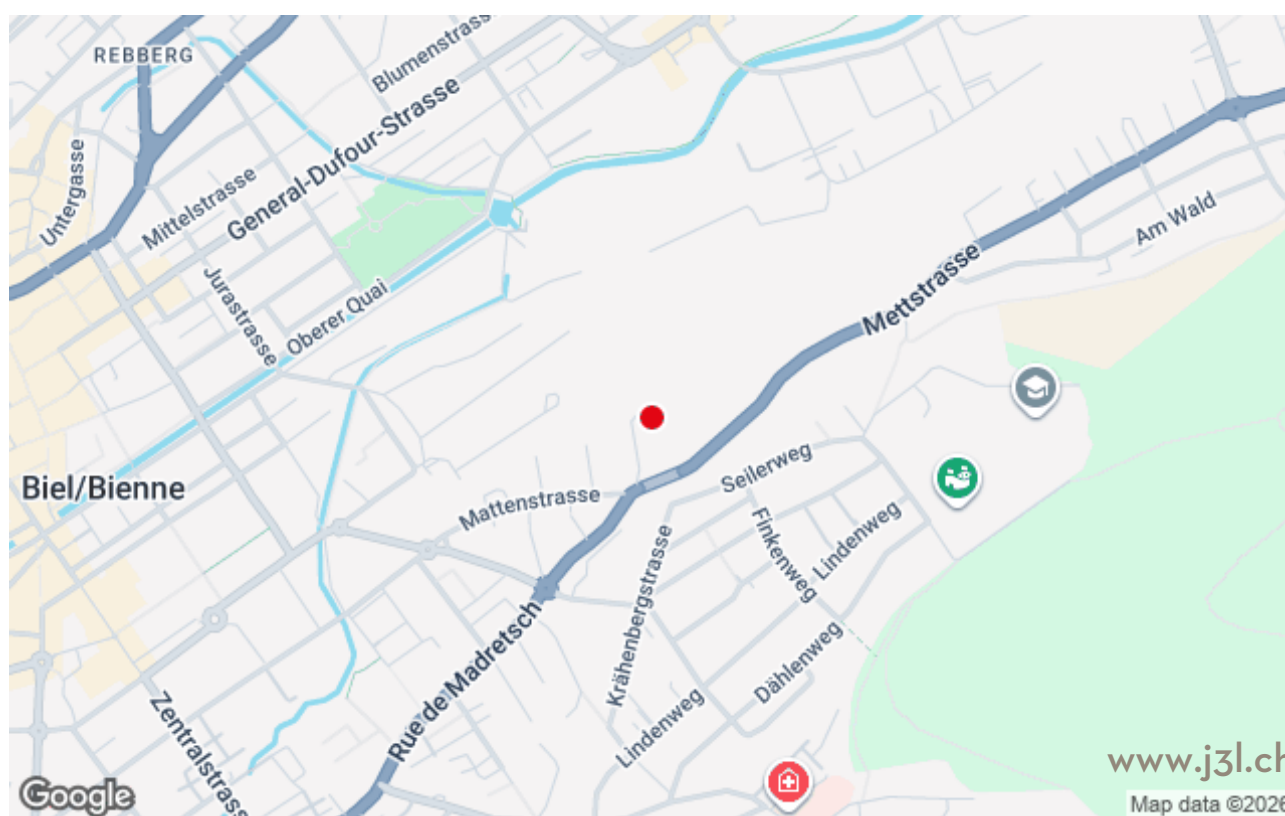 REBBERG
Blumenstrass
General-Dufour-Strasse
Untergasse
Mittelstrasse
Jurastrasse
Oberer Quai
Am Wald
Mettstrasse
Biel/Bienne
Mattenstrasse
Seilerweg
Finkenweg
Lindenweg
Krähenbergstrasse
Rue de Madretsch
Dählenweg
Lindenweg
Zentralstrass
www.j3l.ch
Google
Map data ©2026